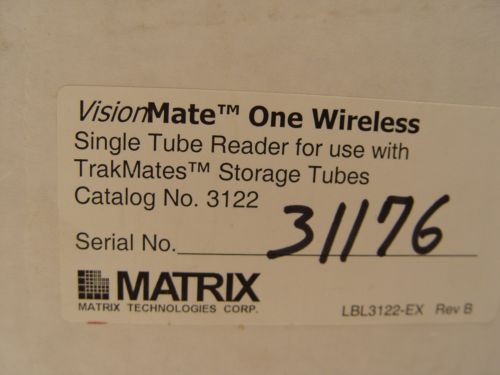 VisionMate™ One Wireless
Single Tube Reader for use with
TrakMates™ Storage Tubes
Catalog No. 3122
Serial No. 31176
MATRIX
MATRIX TECHNOLOGIES CORP.
LBL3122-EX Rev B